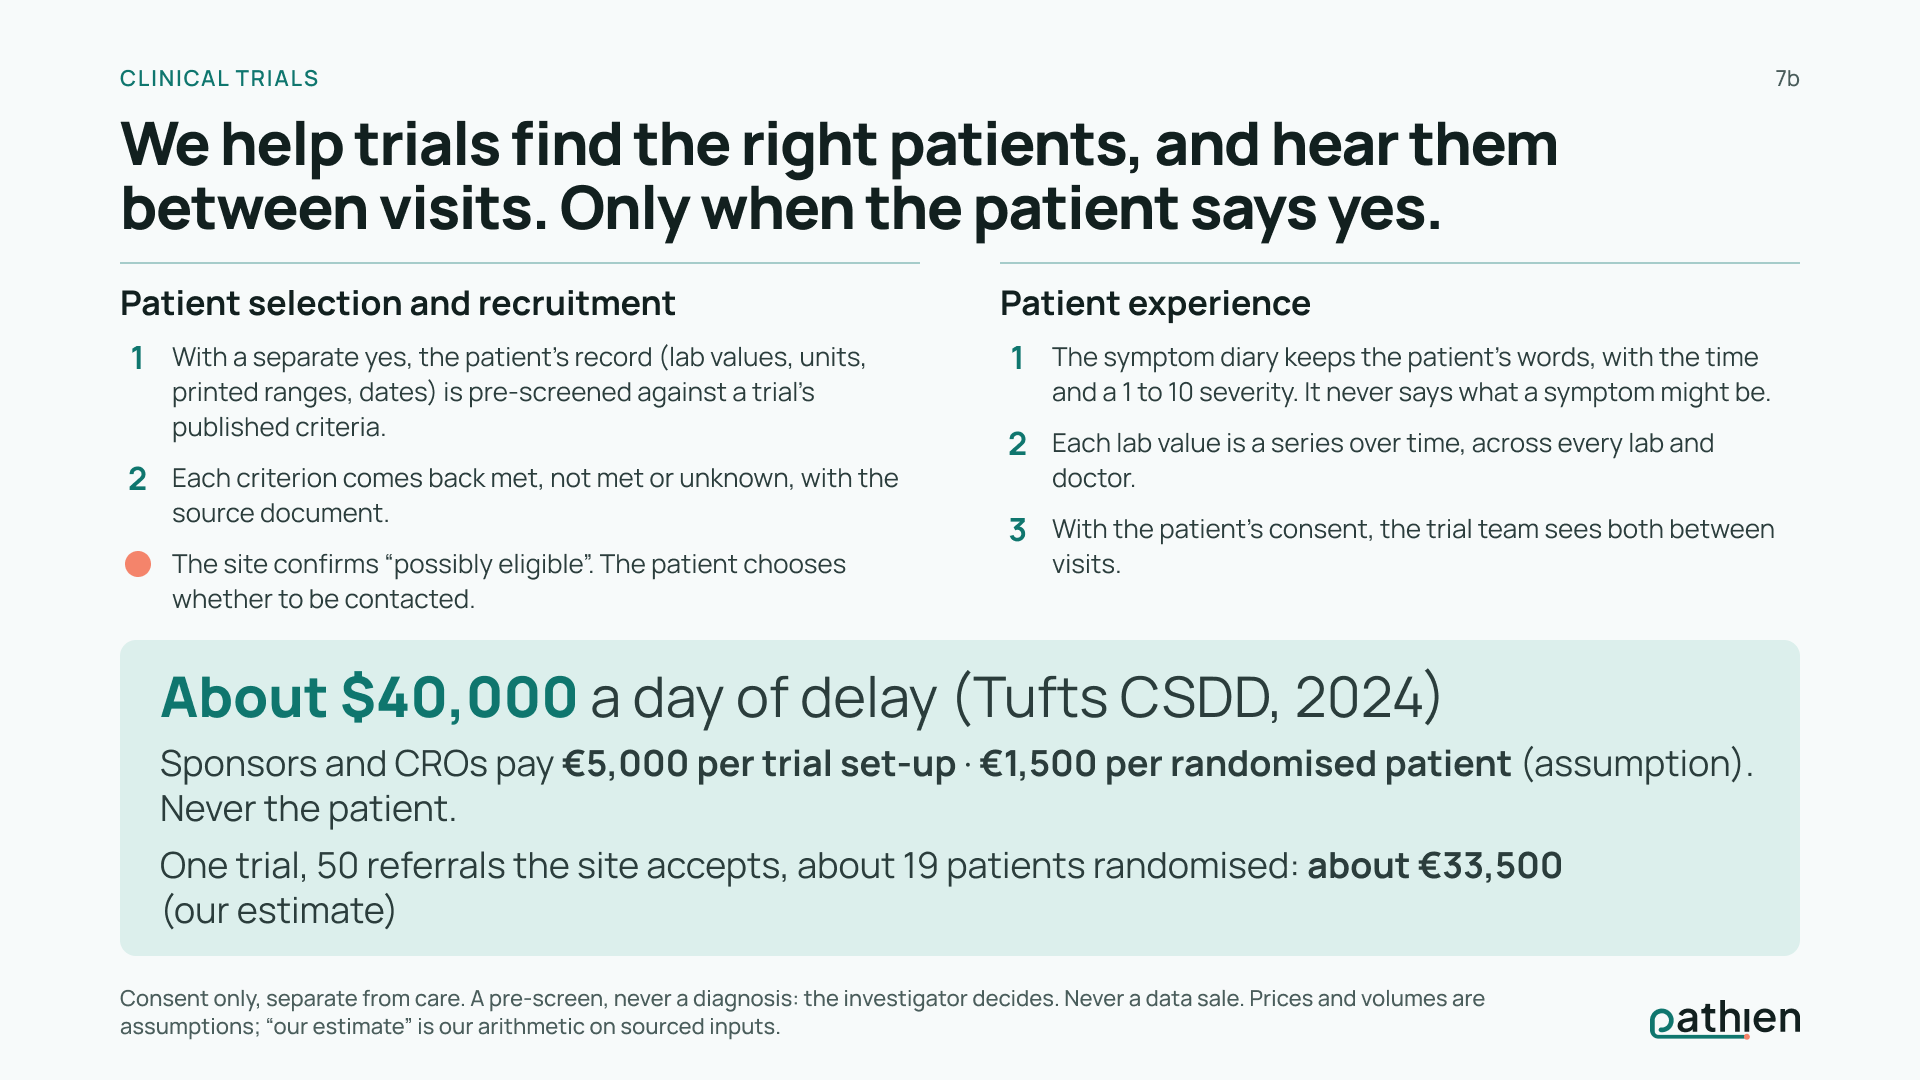 CLINICAL TRIALS
7b
We help trials find the right patients, and hear them
between visits. Only when the patient says yes.
Patient selection and recruitment
1 With a separate yes, the patient’s record (lab values, units,
printed ranges, dates) is pre-screened against a trial’s
published criteria.
2 Each criterion comes back met, not met or unknown, with the
source document.
The site confirms “possibly eligible”. The patient chooses
whether to be contacted.
Patient experience
1 The symptom diary keeps the patient’s words, with the time
and a 1 to 10 severity. It never says what a symptom might be.
2 Each lab value is a series over time, across every lab and
doctor.
3 With the patient’s consent, the trial team sees both between
visits.
About $40,000 a day of delay (Tufts CSDD, 2024)
Sponsors and CROs pay €5,000 per trial set-up · €1,500 per randomised patient (assumption).
Never the patient.
One trial, 50 referrals the site accepts, about 19 patients randomised: about €33,500
(our estimate)
Consent only, separate from care. A pre-screen, never a diagnosis: the investigator decides. Never a data sale. Prices and volumes are
assumptions; “our estimate” is our arithmetic on sourced inputs.
pathien